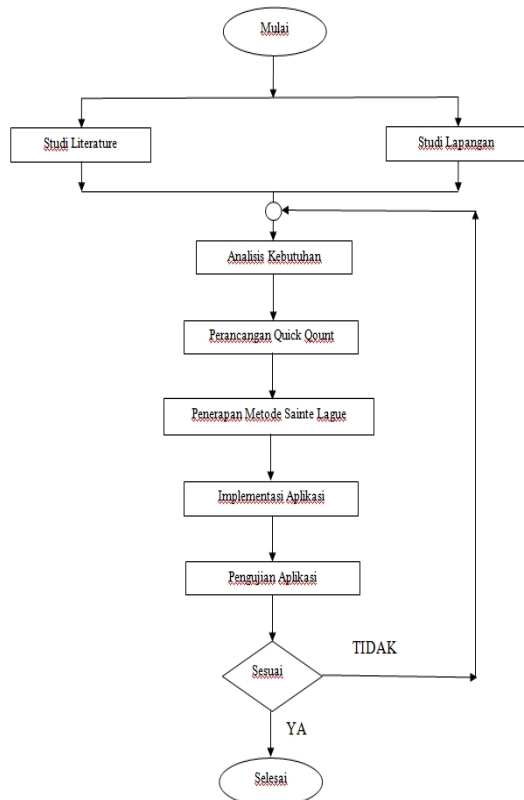 Mulai
Studi Literature
Studi Lapangan
Analisis Kebutuhan
Perancangan Quick Qount
Penerapan Metode Sainte Lague
Implementasi Aplikasi
Pengujian Aplikasi
Sesuai
TIDAK
YA
Selesai